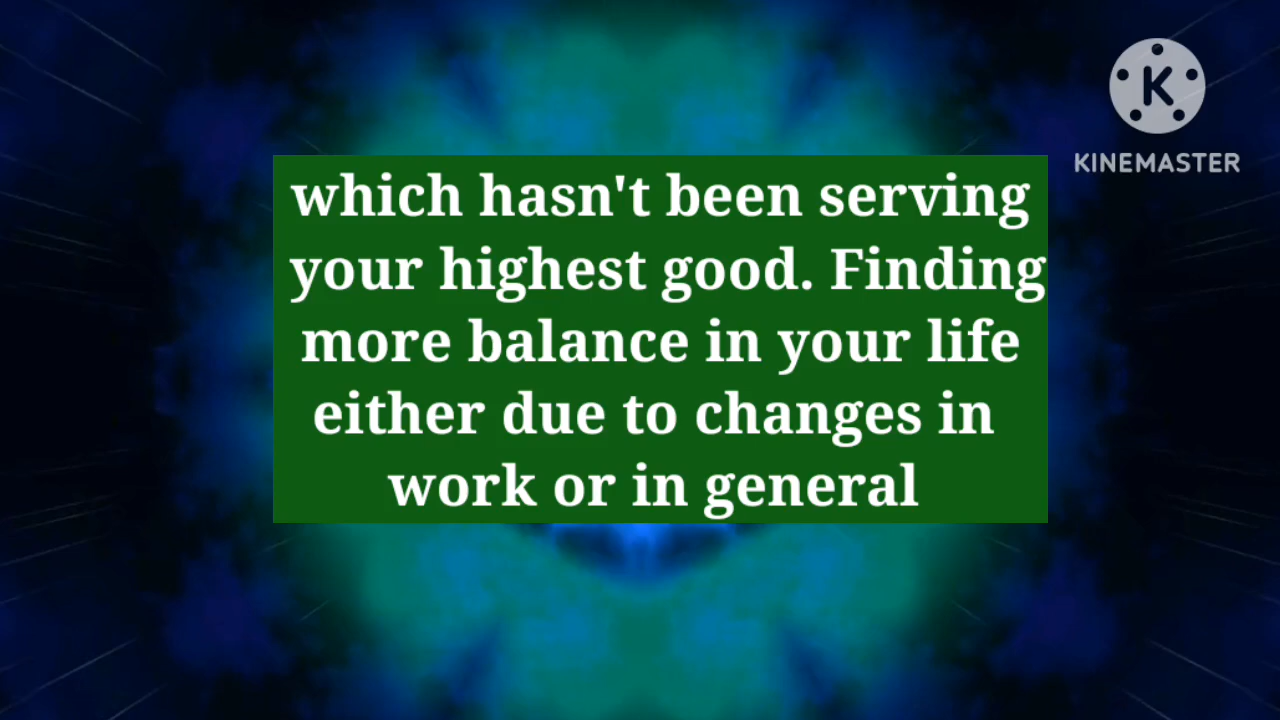 K
KINEMASTER
which hasn't been serving
your highest good. Finding
more balance in your life
either due to changes in
work or in general